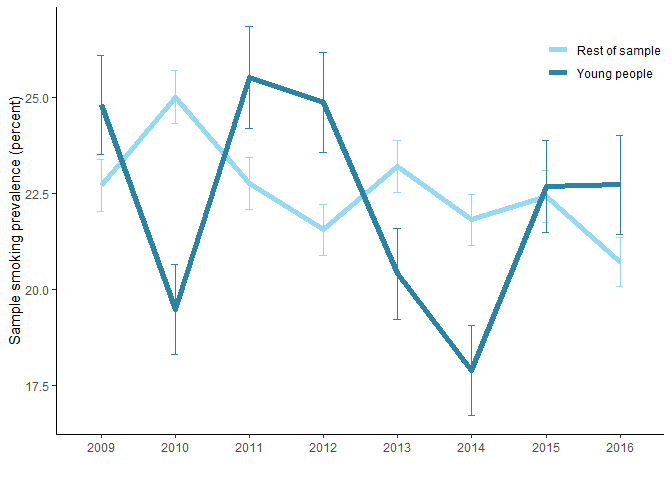 Rest of sample
Young people
Sample smoking prevalence (percent)
25.0
22.5
20.0
17.5
2009 2010 2011 2012 2013 2014 2015 2016